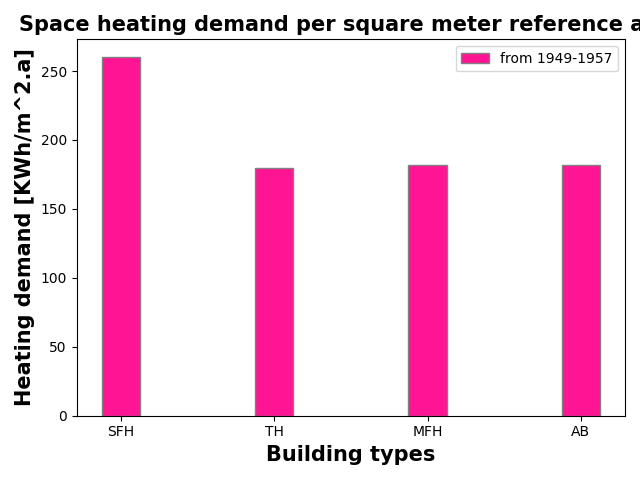 Space heating demand per square meter reference a
from 1949-1957
Heating demand [KWh/m^2.a]
250
200
150
100
50
0
SFH TH MFH AB
Building types